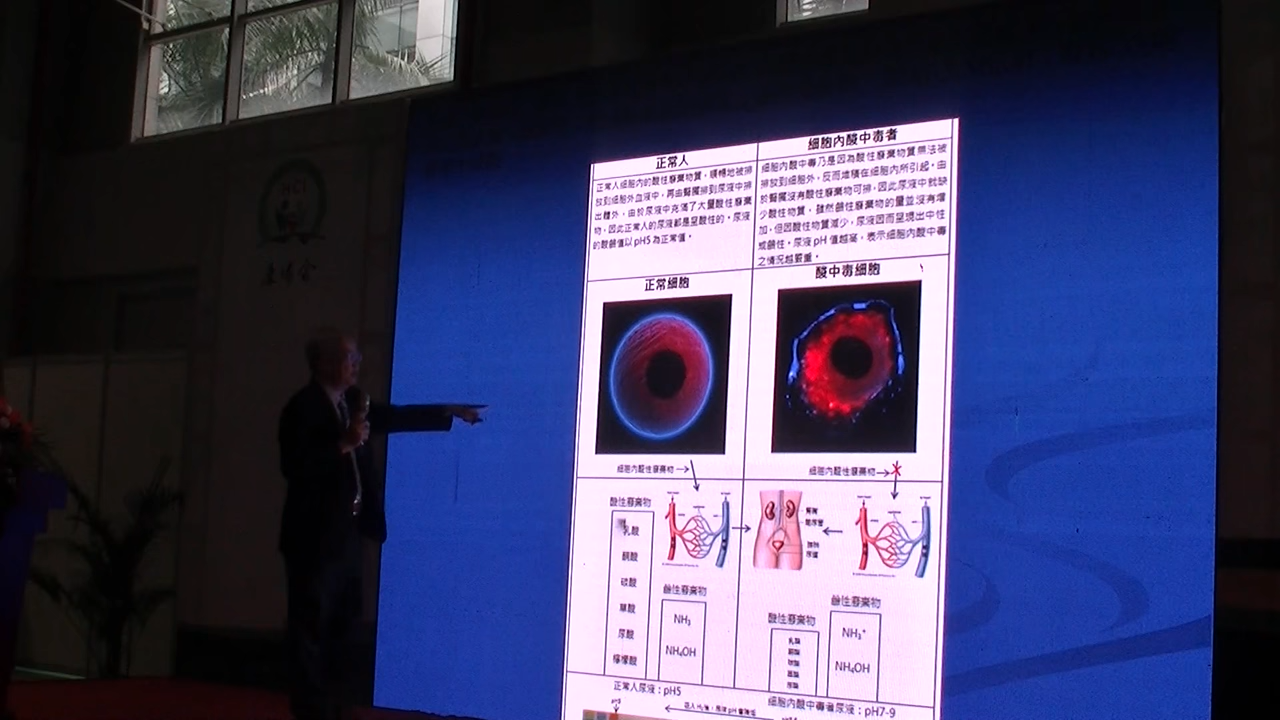 正常人
細胞內酸中毒者
正常人細胞內的酸性廢棄物質，順暢地被排
放到細胞外血液中，再由腎臟排到尿液中排
出體外，由於尿液中充滿了大量酸性廢棄
物，因此正常人的尿液都是呈酸性的。尿液
的酸鹼值以pH5為正常值。
細胞內酸中毒乃是因為酸性廢棄物質無法被
排放到細胞外，反而堆積在細胞內所引起。由
於腎臟沒有酸性廢棄物可排，因此尿液中就缺
少酸性物質，雖然鹼性廢棄物的量並沒有增
加，但因酸性物質減少，尿液因而呈現出中性
或鹼性。尿液pH值越高，表示細胞內酸中毒
之情況越嚴重。
正常細胞
酸中毒細胞
細胞內酸性廢棄物
細胞內酸性廢棄物
酸性廢棄物
乳酸
酮酸
碳酸
草酸
尿酸
檸檬酸
鹼性廢棄物
NH₃
NH₄OH
腎臟
輸尿管
膀胱
尿道
酸性廢棄物
乳酸
酮酸
碳酸
草酸
尿酸
鹼性廢棄物
NH₃⁺
NH₄OH
正常人尿液：pH5
細胞內酸中毒者尿液：pH7-9